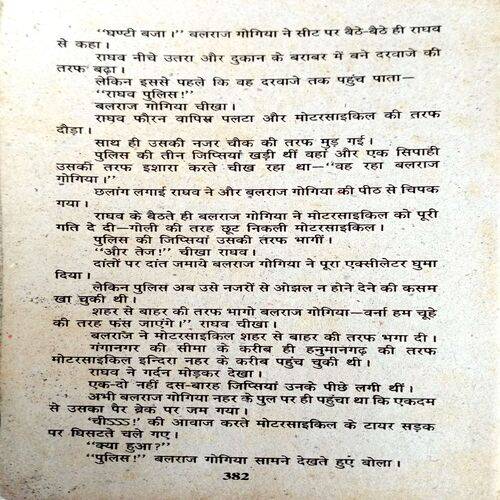 “घण्टी बजा।” बलराज गोगिया ने सीट पर बैठे-बैठे ही राघव
से कहा।
राघव नीचे उतरा और दुकान के बराबर में बने दरवाजे की
तरफ बढ़ा।
लेकिन इससे पहले कि वह दरवाजे तक पहुंच पाता—
“राघव पुलिस!”
बलराज गोगिया चीखा।
राघव फौरन वापिस पलटा और मोटरसाइकिल की तरफ
दौड़ा।
साथ ही उसकी नजर चौक की तरफ मुड़ गई।
पुलिस की तीन जिप्सियां खड़ी थीं वहां और एक सिपाही
उसकी तरफ इशारा करते चीख रहा था—“वह रहा बलराज
गोगिया।”
छलांग लगाई राघव ने और बलराज गोगिया की पीठ से चिपक
गया।
राघव के बैठते ही बलराज गोगिया ने मोटरसाइकिल को पूरी
गति दे दी—गोली की तरह छूट निकली मोटरसाइकिल।
पुलिस की जिप्सियां उसकी तरफ भागीं।
“और तेज!” चीखा राघव।
दांतों पर दांत जमाये बलराज गोगिया ने पूरा एक्सीलेटर घुमा
दिया।
लेकिन पुलिस अब उसे नजरों से ओझल न होने देने की कसम
खा चुकी थी।
शहर से बाहर की तरफ भागो बलराज गोगिया—वर्ना हम चूहे
की तरह फंस जाएंगे।” राघव चीखा।
बलराज ने मोटरसाइकिल शहर से बाहर की तरफ भगा दी।
गंगानगर की सीमा के करीब ही हनुमानगढ़ की तरफ
मोटरसाइकिल इन्दिरा नहर के करीब पहुंच चुकी थी।
राघव ने गर्दन मोड़कर देखा।
एक-दो नहीं दस-बारह जिप्सियां उनके पीछे लगी थीं।
अभी बलराज गोगिया नहर के पुल पर ही पहुंचा था कि एकदम
से उसका पैर ब्रेक पर जम गया।
‘चींऽऽऽऽ!’ की आवाज करते मोटरसाइकिल के टायर सड़क
पर घिसटते चले गए।
“क्या हुआ?”
“पुलिस!” बलराज गोगिया सामने देखते हुए बोला।
382